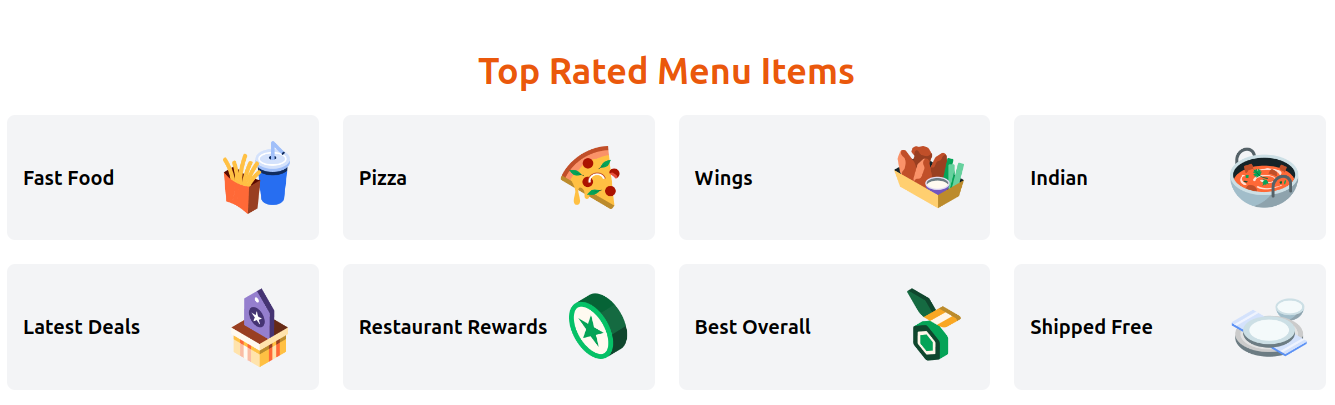 Top Rated Menu Items
Fast Food
Pizza
Wings
Indian
Latest Deals
Restaurant Rewards
Best Overall
Shipped Free